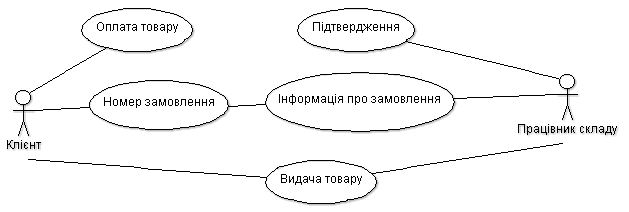 Оплата товару
Підтвердження
Номер замовлення
Інформація про замовлення
Клієнт
Працівник складу
Видача товару